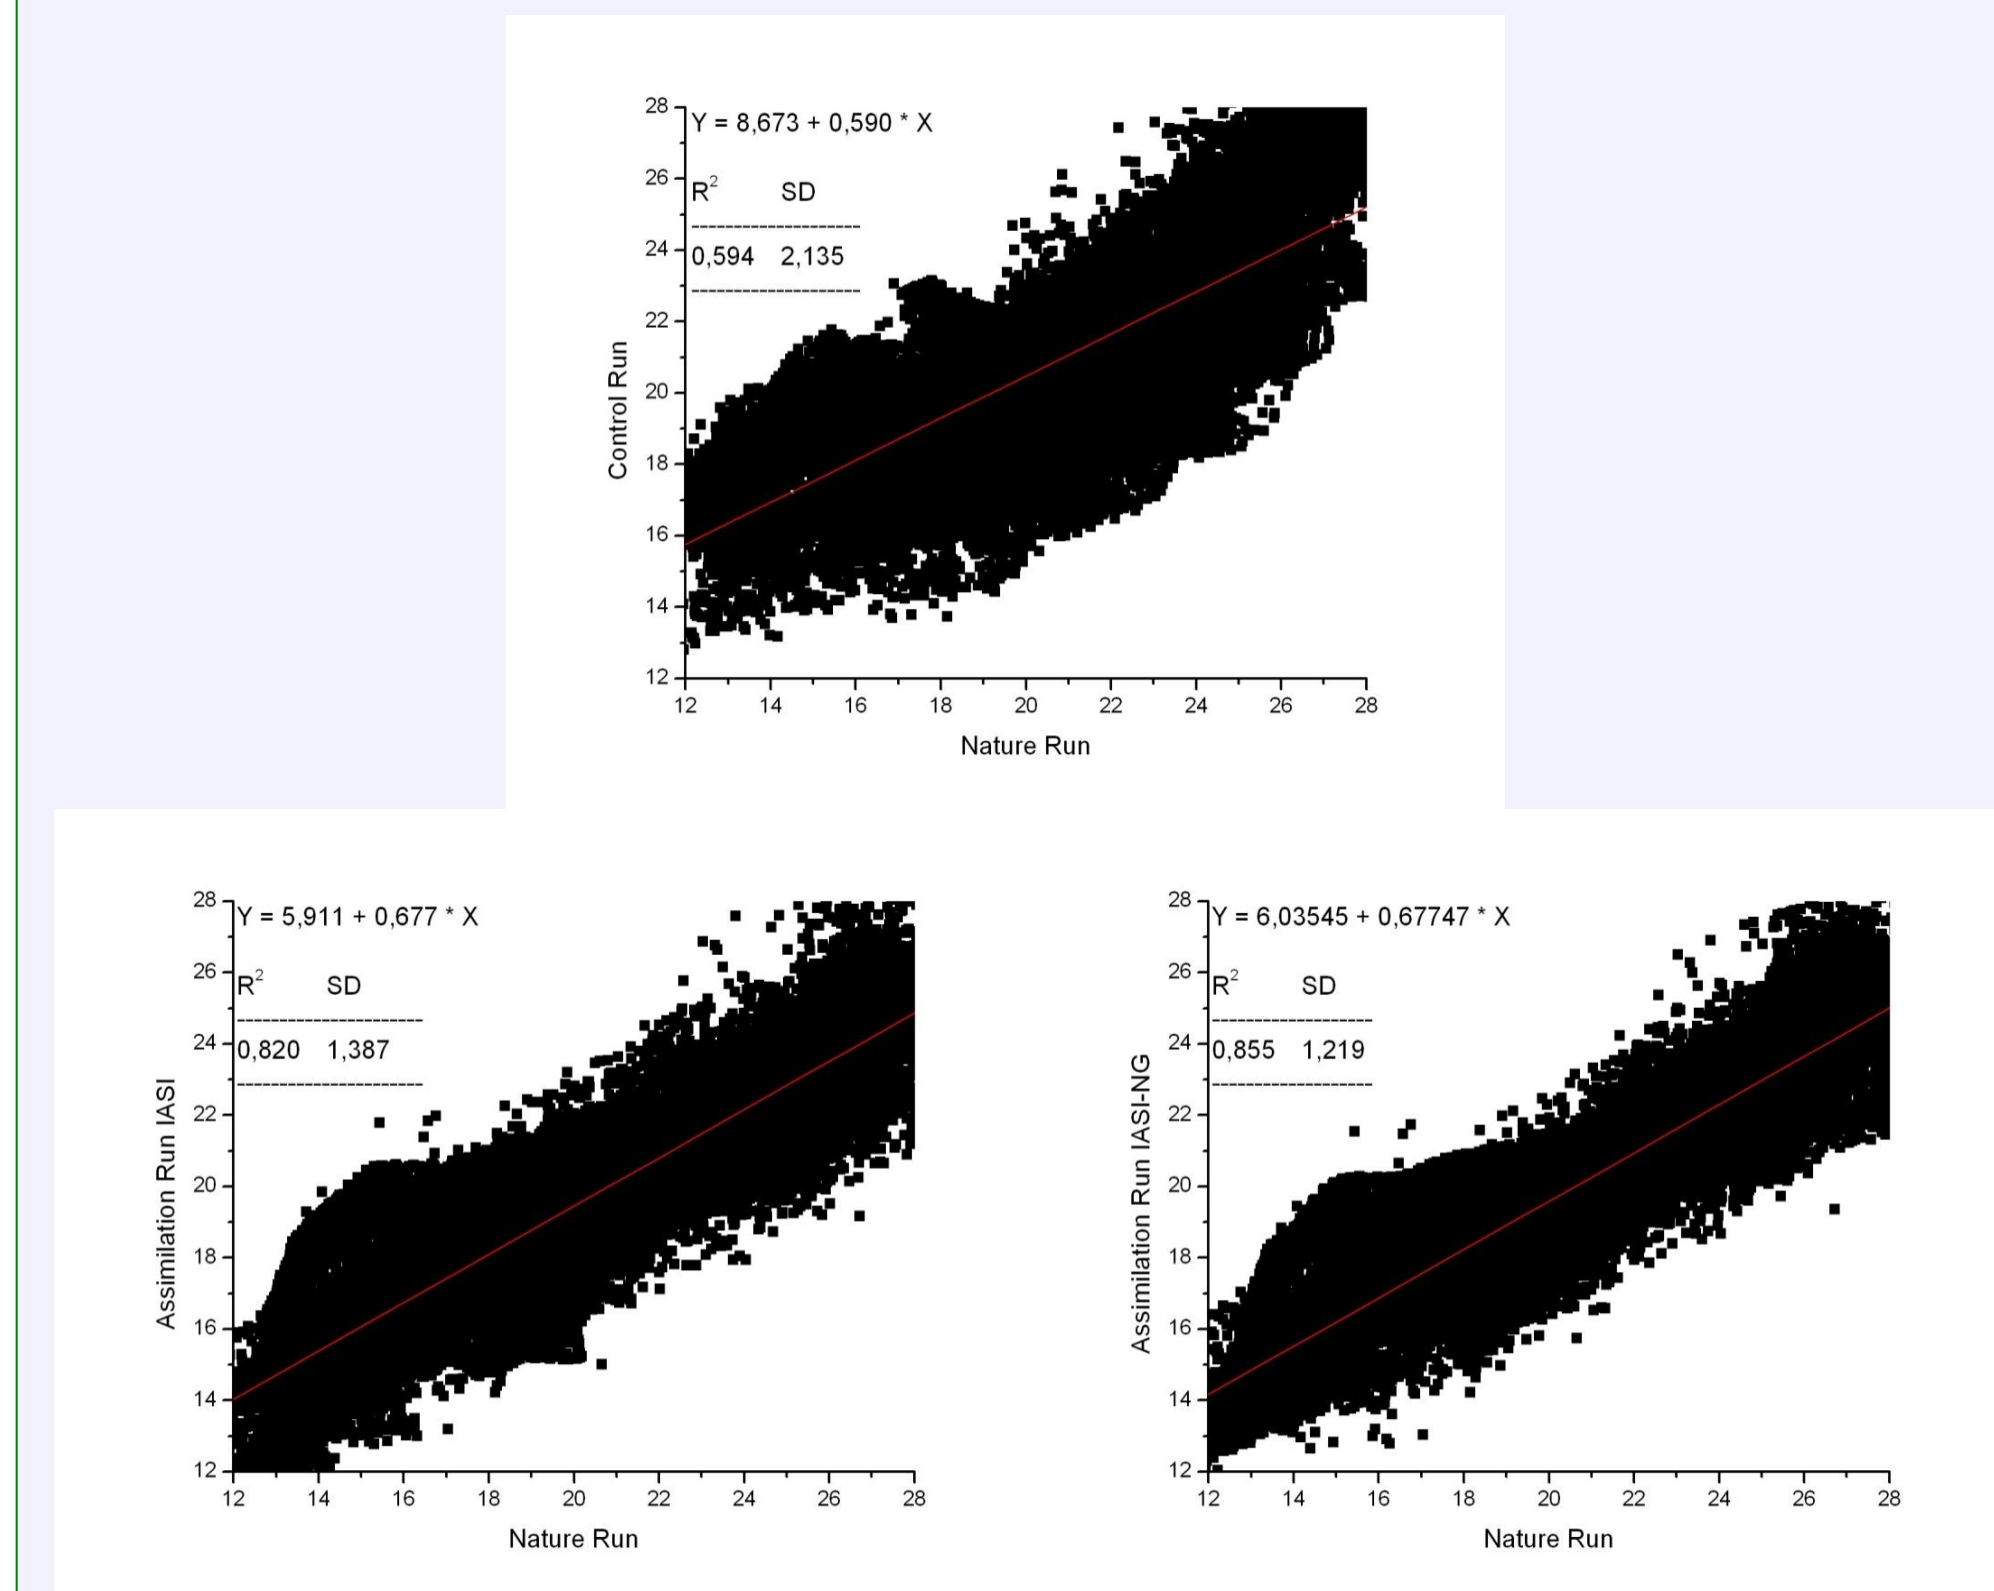 Y = 8,673 + 0,590 * X
R² SD
--------------------
0,594 2,135
--------------------
28
26
24
22
20
18
16
14
12
Control Run
12 14 16 18 20 22 24 26 28
Nature Run
Y = 5,911 + 0,677 * X
R² SD
----------------------
0,820 1,387
----------------------
28
26
24
22
20
18
16
14
12
Assimilation Run IASI
12 14 16 18 20 22 24 26 28
Nature Run
Y = 6,03545 + 0,67747 * X
R² SD
-------------------
0,855 1,219
-------------------
28
26
24
22
20
18
16
14
12
Assimilation Run IASI-NG
12 14 16 18 20 22 24 26 28
Nature Run